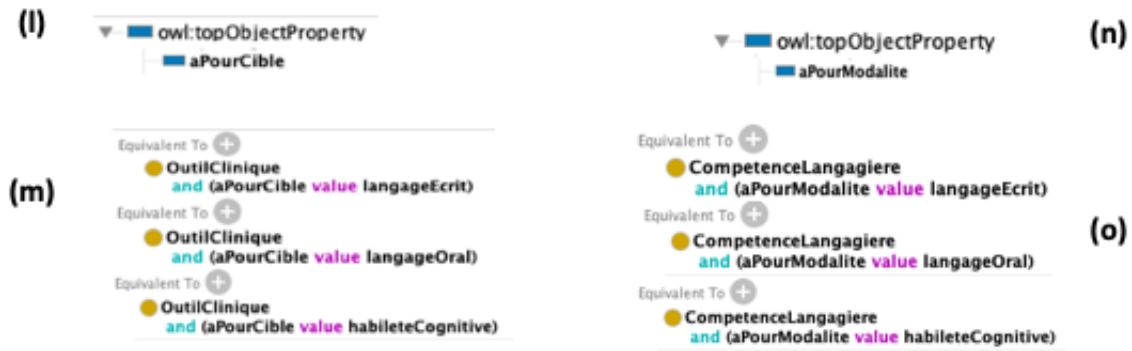 (l)
owl:topObjectProperty
aPourCible
(m)
Equivalent To
OutilClinique
and (aPourCible value langageEcrit)
Equivalent To
OutilClinique
and (aPourCible value langageOral)
Equivalent To
OutilClinique
and (aPourCible value habileteCognitive)
owl:topObjectProperty
(n)
aPourModalite
Equivalent To
CompetenceLangagiere
and (aPourModalite value langageEcrit)
Equivalent To
(o)
CompetenceLangagiere
and (aPourModalite value langageOral)
Equivalent To
CompetenceLangagiere
and (aPourModalite value habileteCognitive)